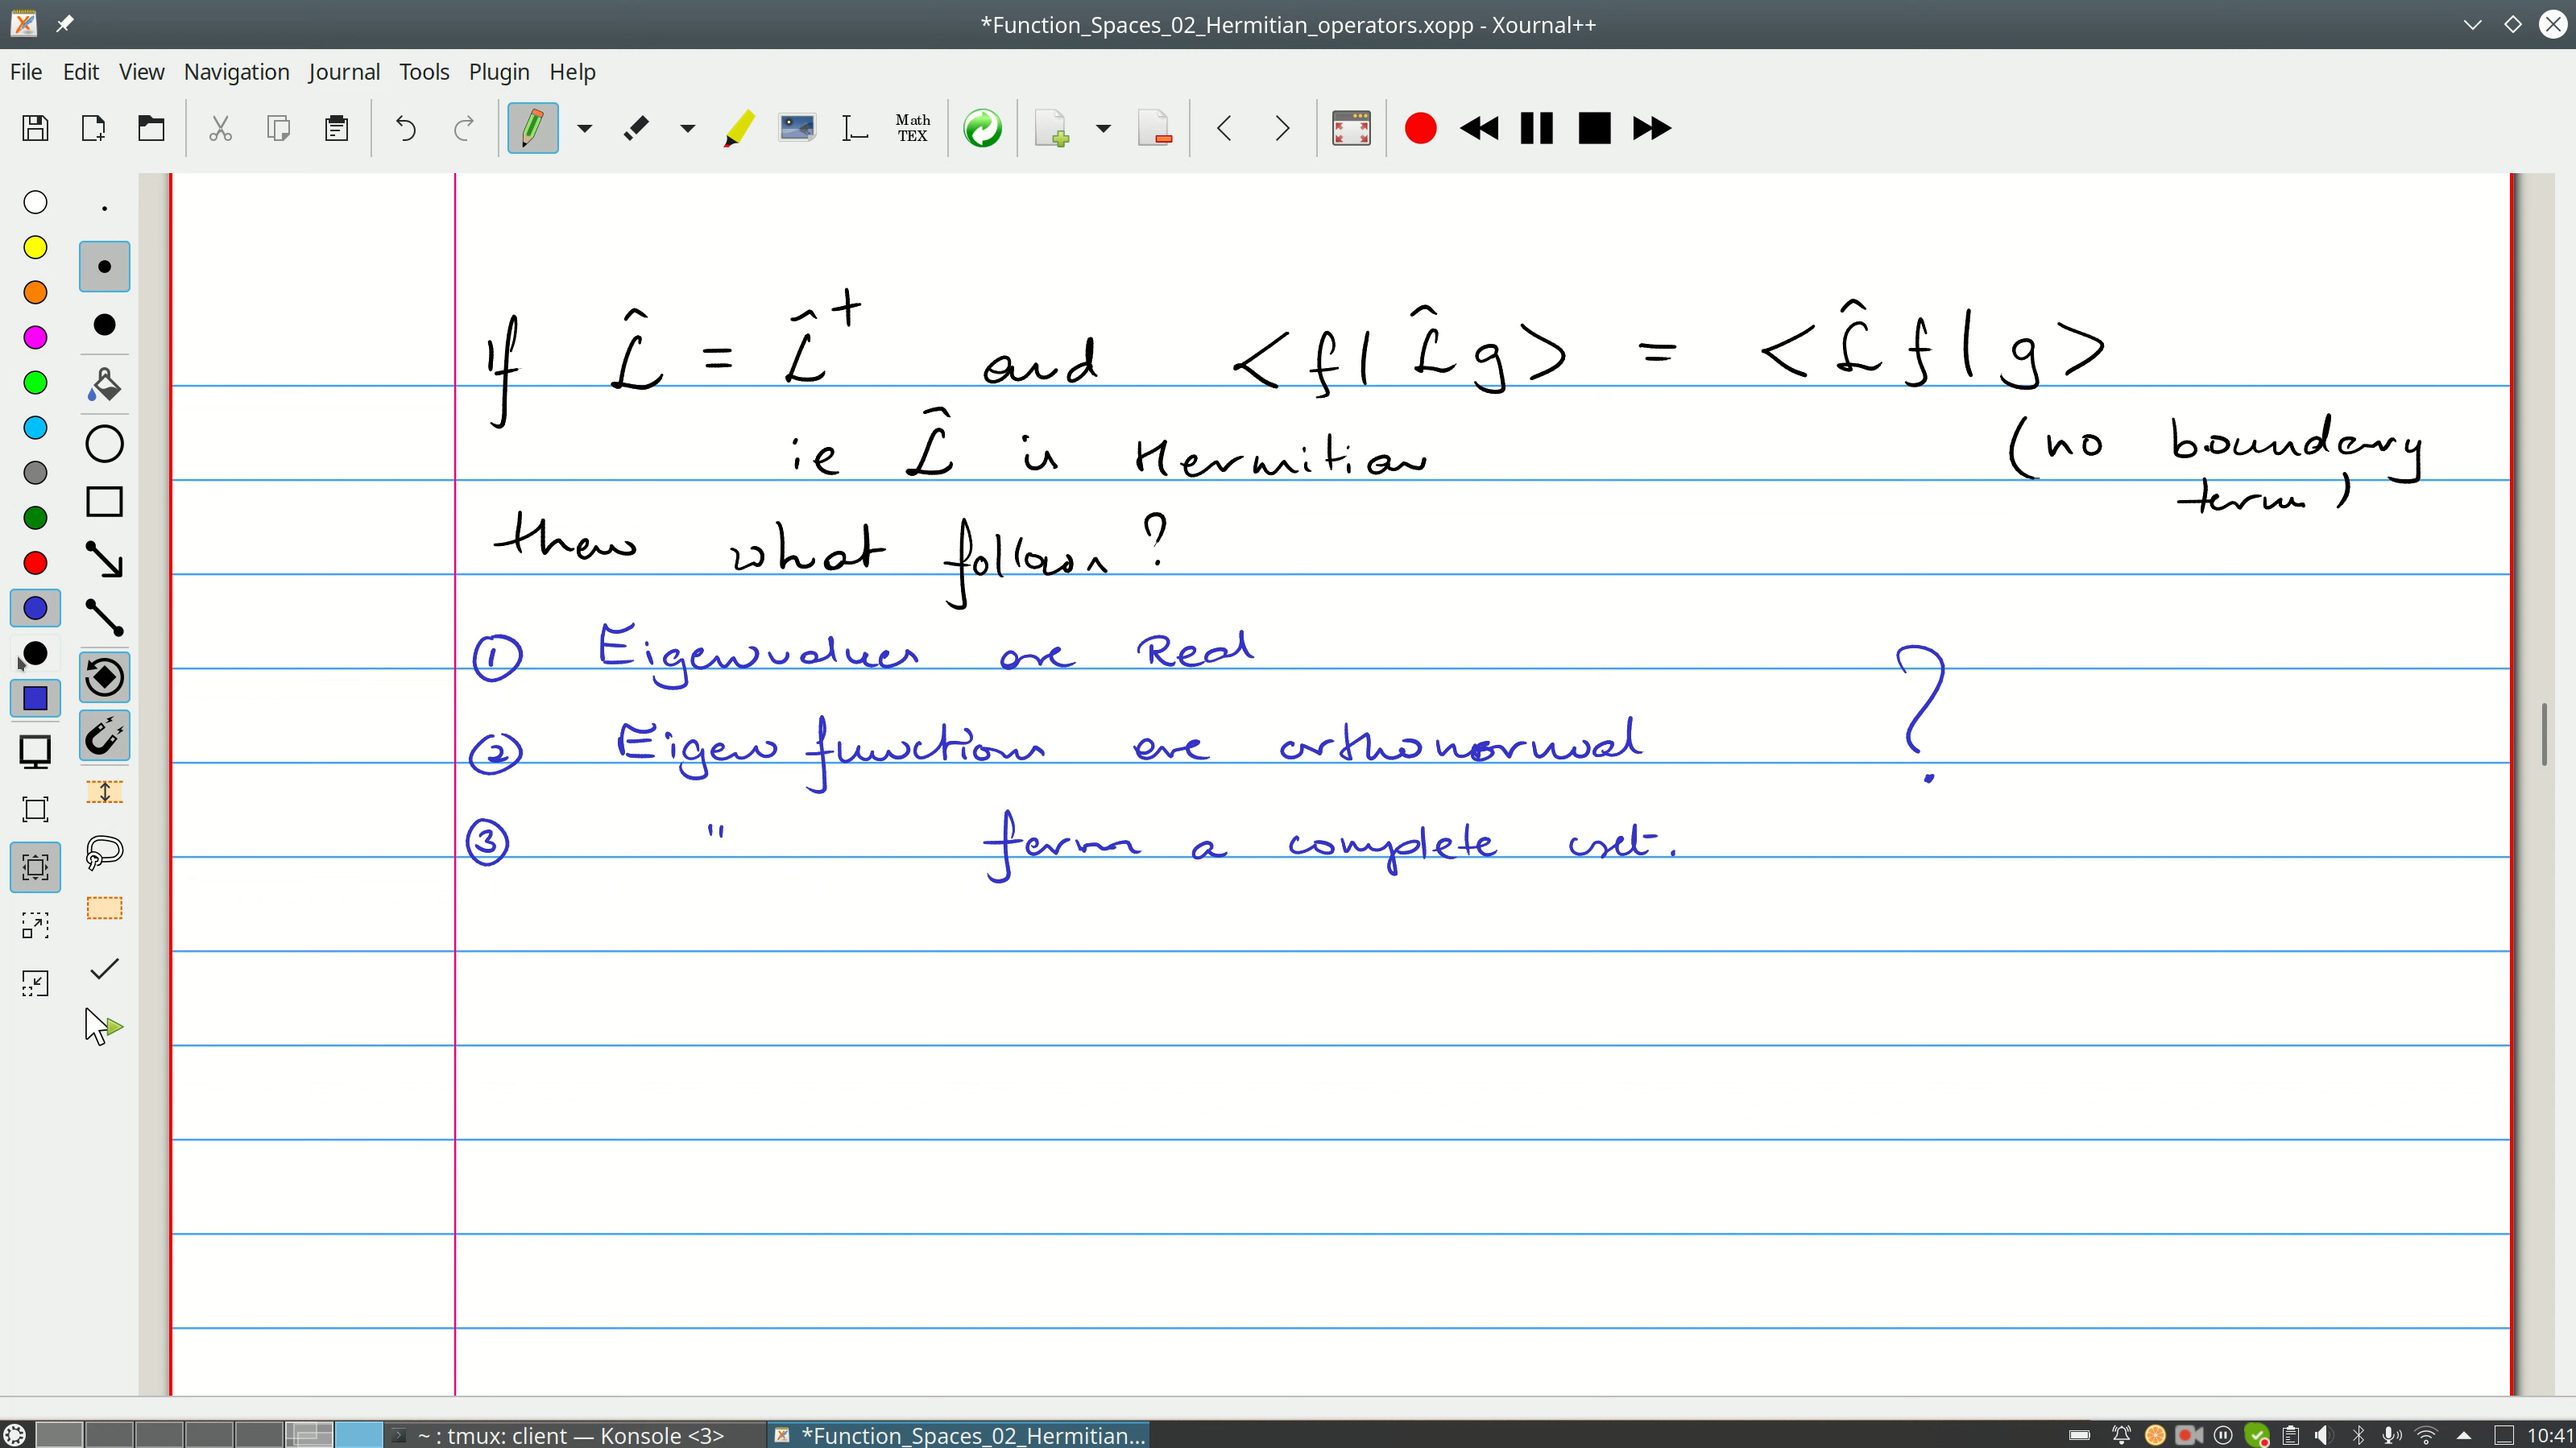 *Function_Spaces_02_Hermitian_operators.xopp - Xournal++
File Edit View Navigation Journal Tools Plugin Help
Math
TEX
If L̂ = L̂† and <f| L̂ g> = <L̂ f | g>
ie L̂ is Hermitian (no boundary
term)
then what follows?
① Eigenvalues are Real
② Eigen functions are orthonormal ?
③ " form a complete set.
~ : tmux: client — Konsole <3> *Function_Spaces_02_Hermitian... 10:41